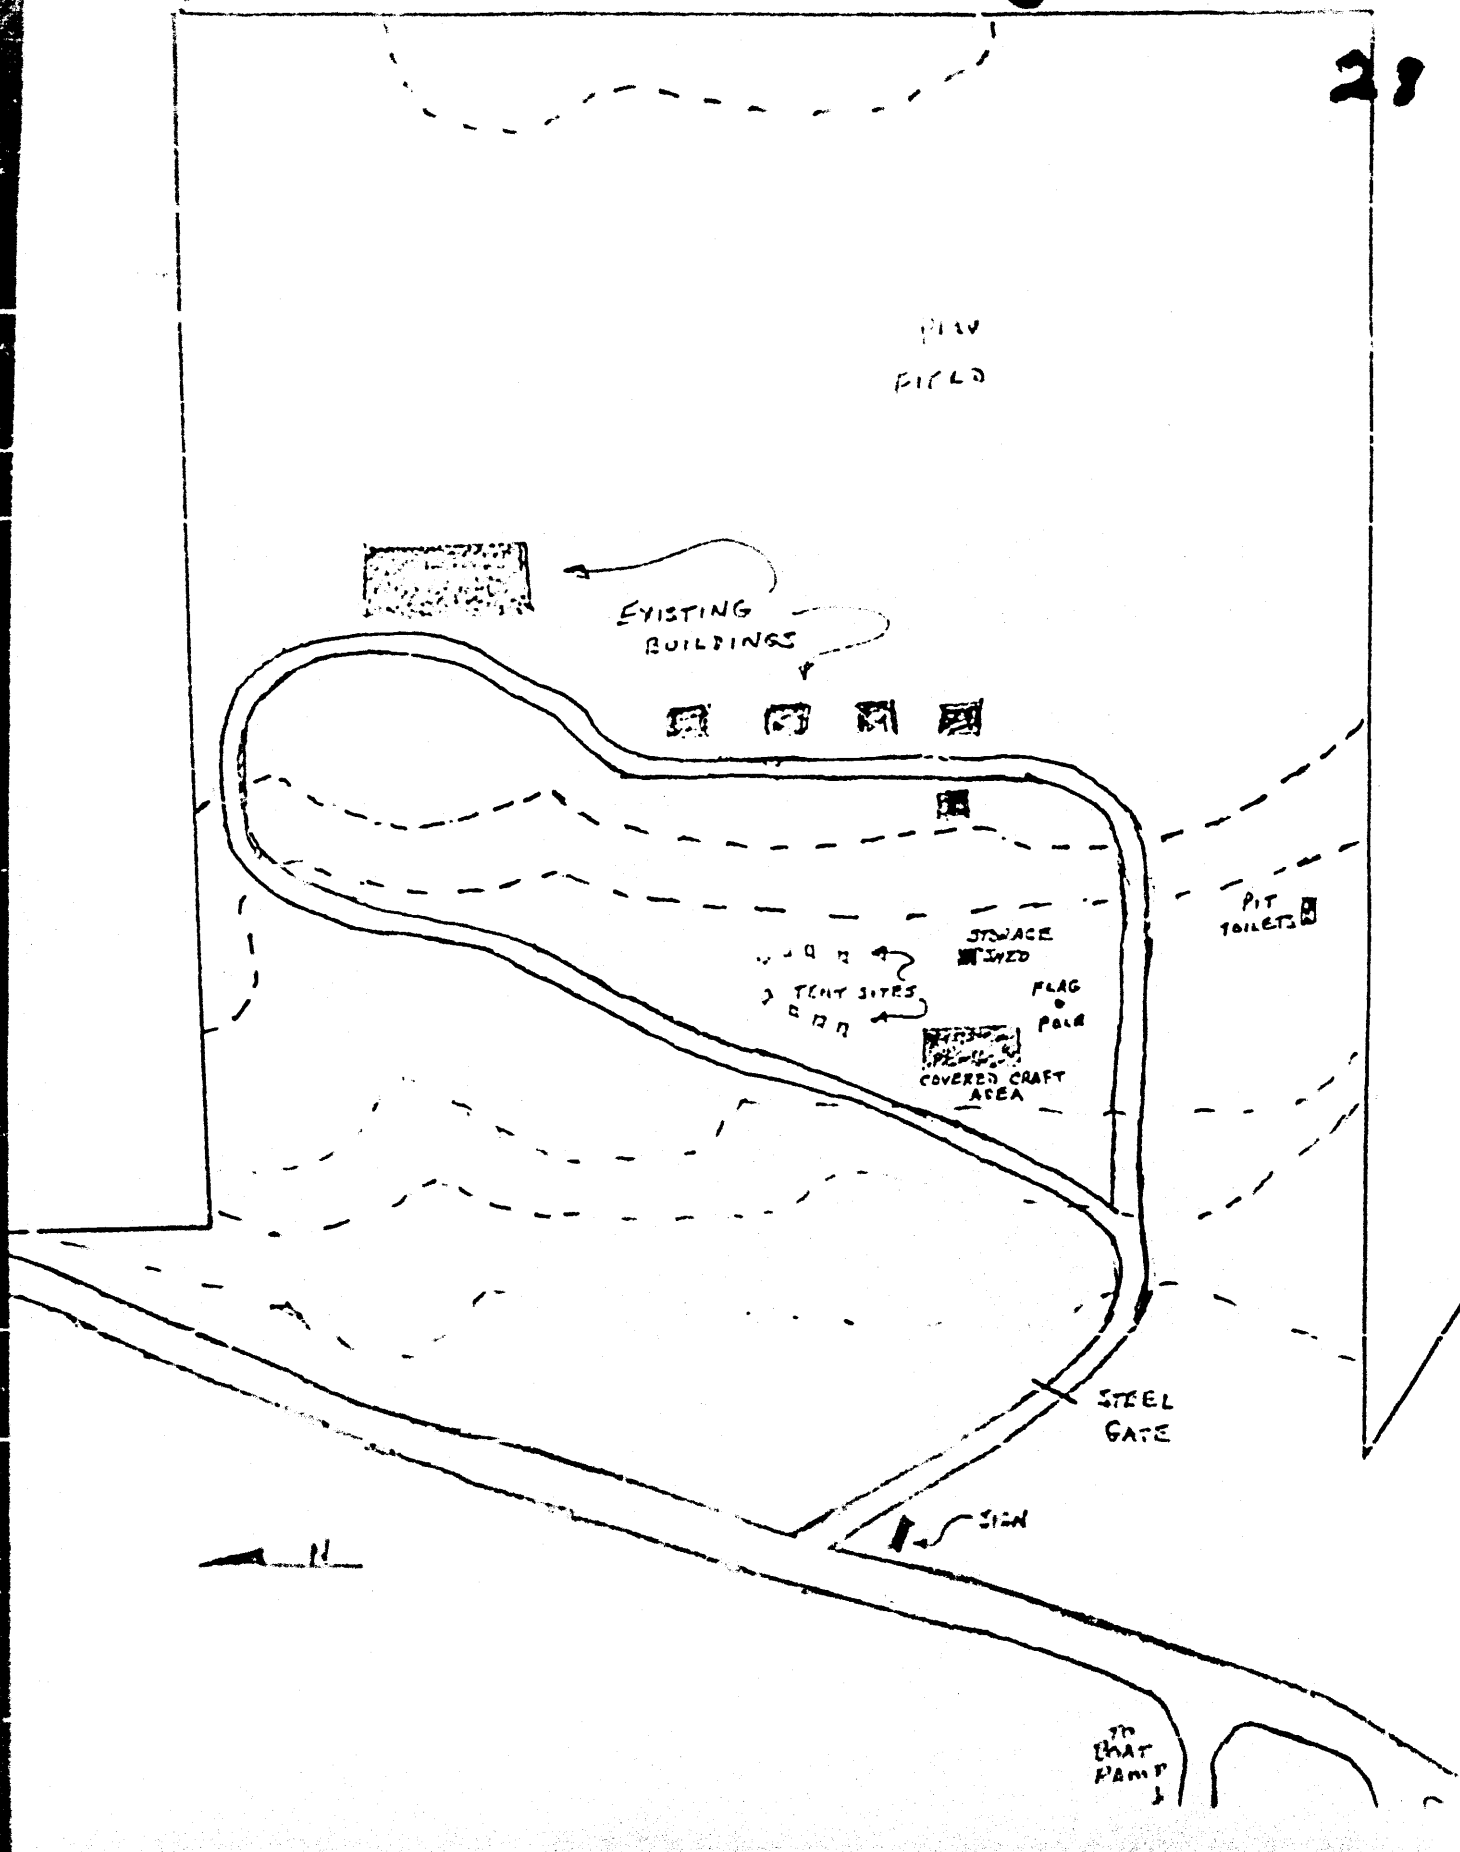 28
PLAY
FIELD
EXISTING
BUILDINGS
PIT
TOILETS
STORAGE
SHED
TENT SITES
FLAG
POLE
COVERED CRAFT
AREA
STEEL
GATE
SIGN
N
TO
BOAT
RAMP